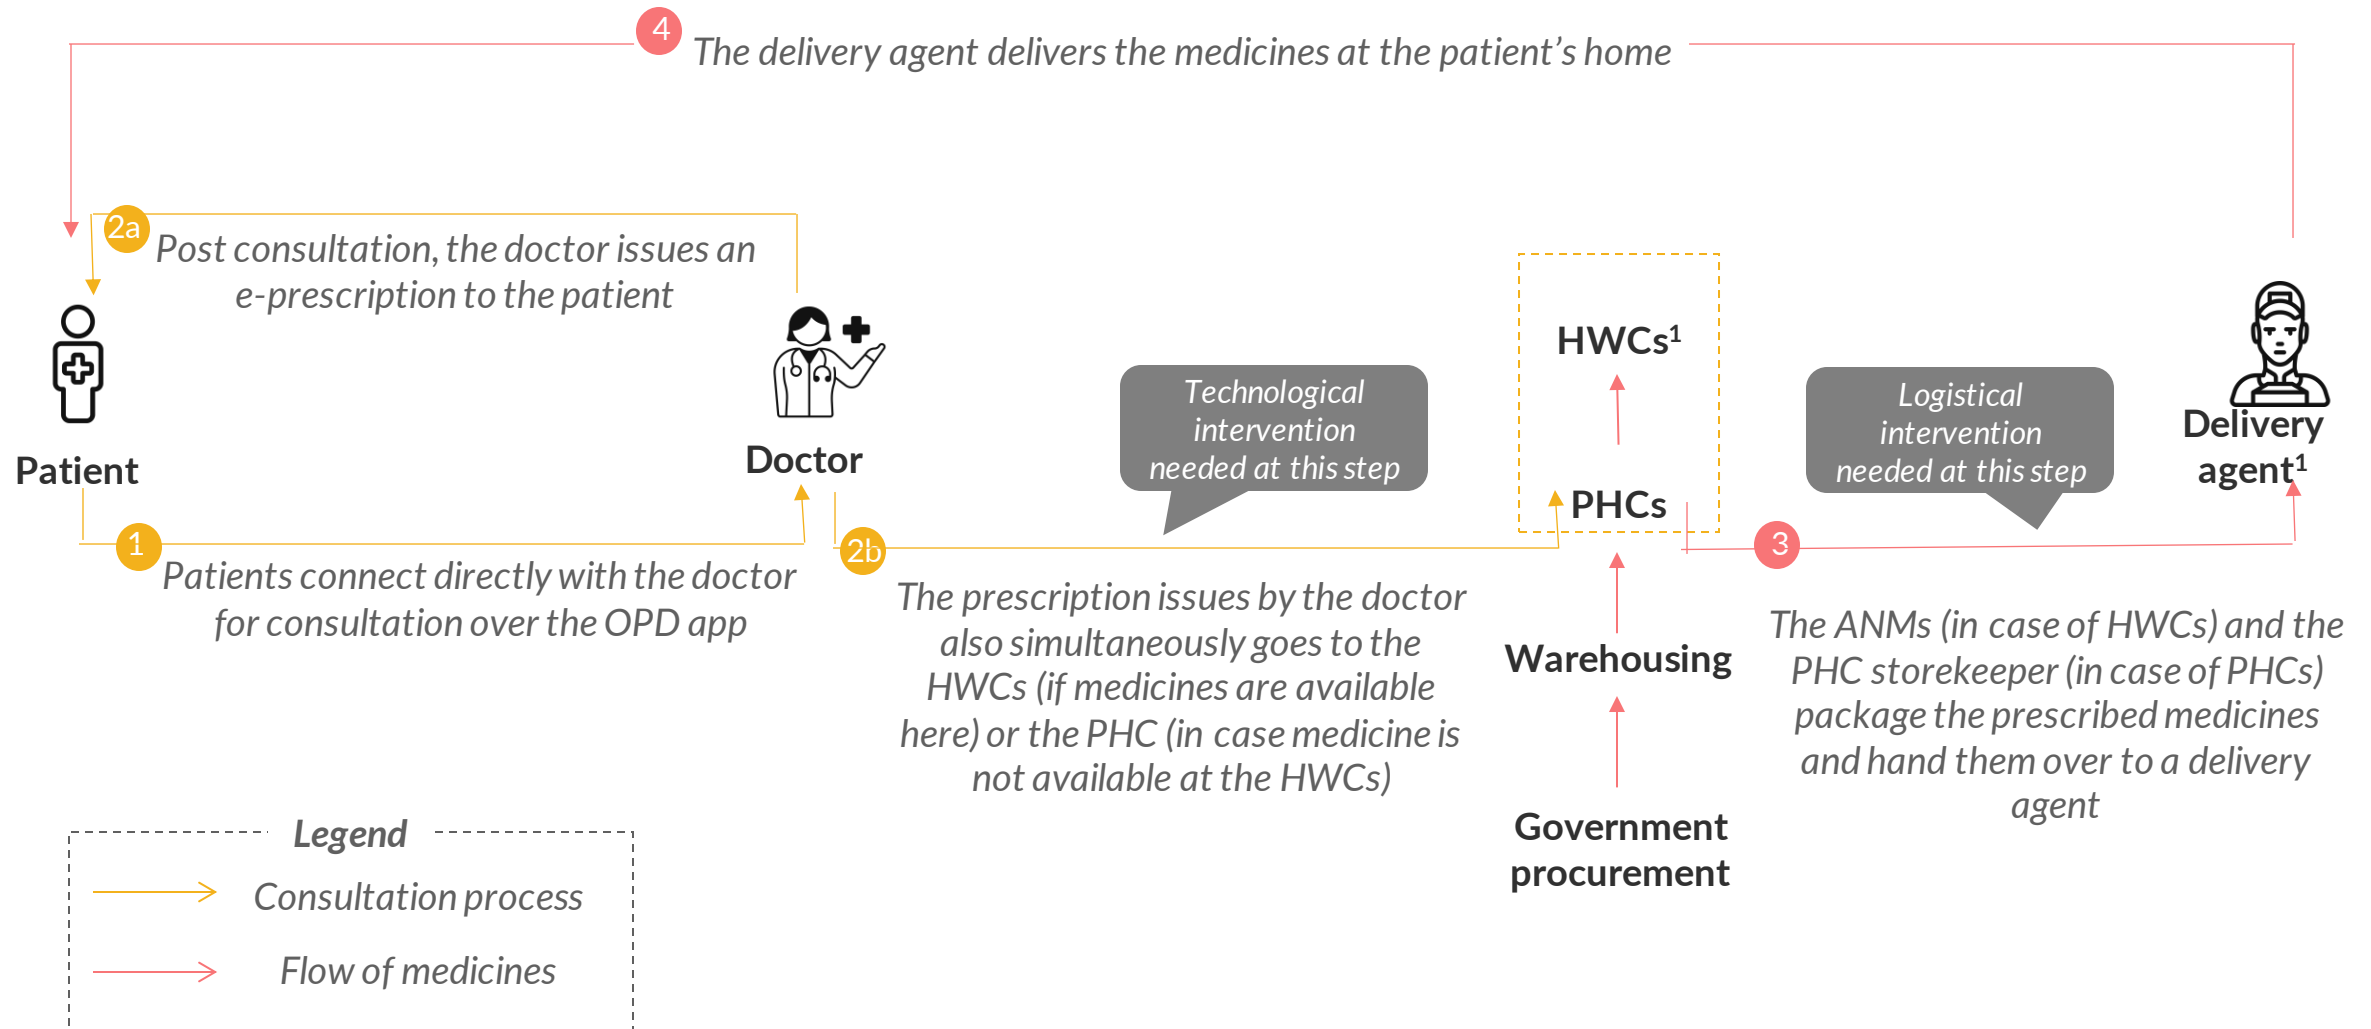 4
The delivery agent delivers the medicines at the patient’s home
2a
Post consultation, the doctor issues an
e-prescription to the patient
Patient
Doctor
1
Patients connect directly with the doctor
for consultation over the OPD app
Technological
intervention
needed at this step
2b
The prescription issues by the doctor
also simultaneously goes to the
HWCs (if medicines are available
here) or the PHC (in case medicine is
not available at the HWCs)
HWCs¹
PHCs
Warehousing
Government
procurement
Logistical
intervention
needed at this step
Delivery
agent¹
3
The ANMs (in case of HWCs) and the
PHC storekeeper (in case of PHCs)
package the prescribed medicines
and hand them over to a delivery
agent
Legend
Consultation process
Flow of medicines